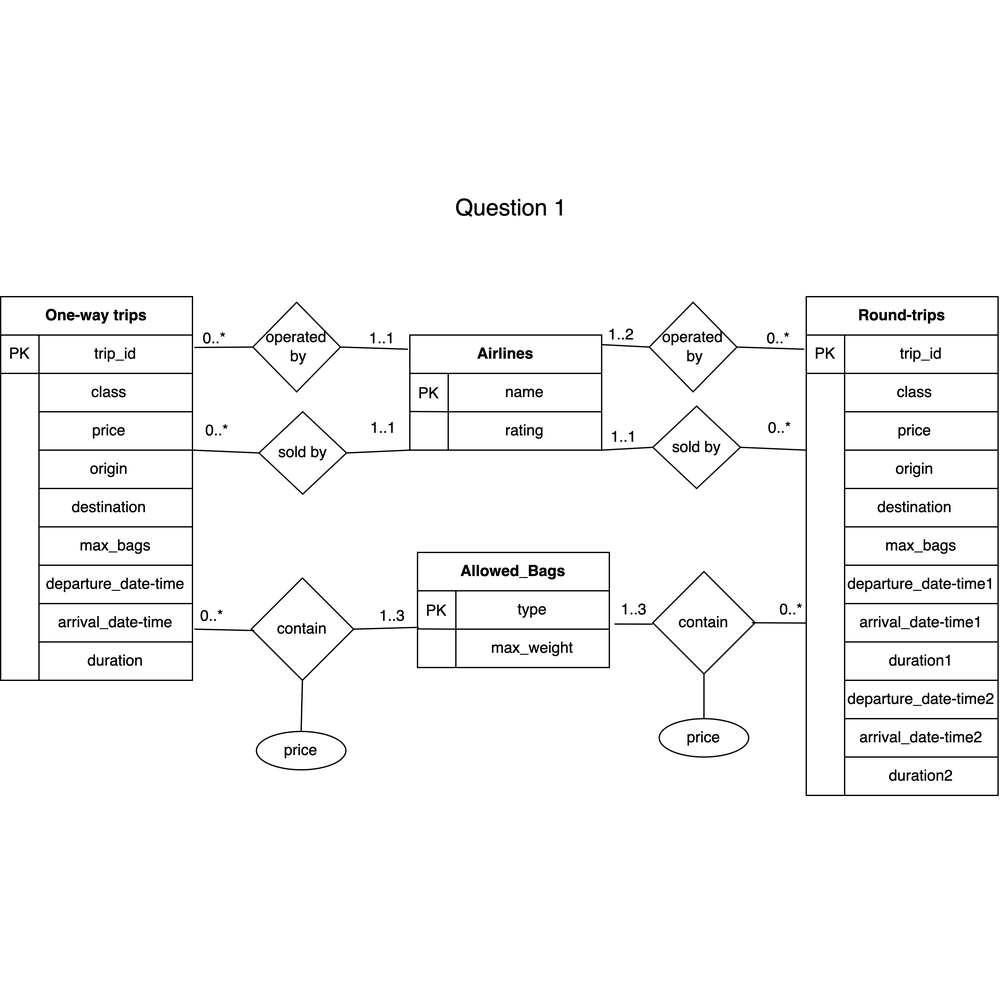 Question 1
One-way trips
PK
trip_id
class
price
origin
destination
max_bags
departure_date-time
arrival_date-time
duration
0..*
operated
by
1..1
0..*
sold by
1..1
0..*
contain
1..3
price
Airlines
PK
name
rating
Allowed_Bags
PK
type
max_weight
1..2
operated
by
0..*
1..1
sold by
0..*
1..3
contain
0..*
price
Round-trips
PK
trip_id
class
price
origin
destination
max_bags
departure_date-time1
arrival_date-time1
duration1
departure_date-time2
arrival_date-time2
duration2